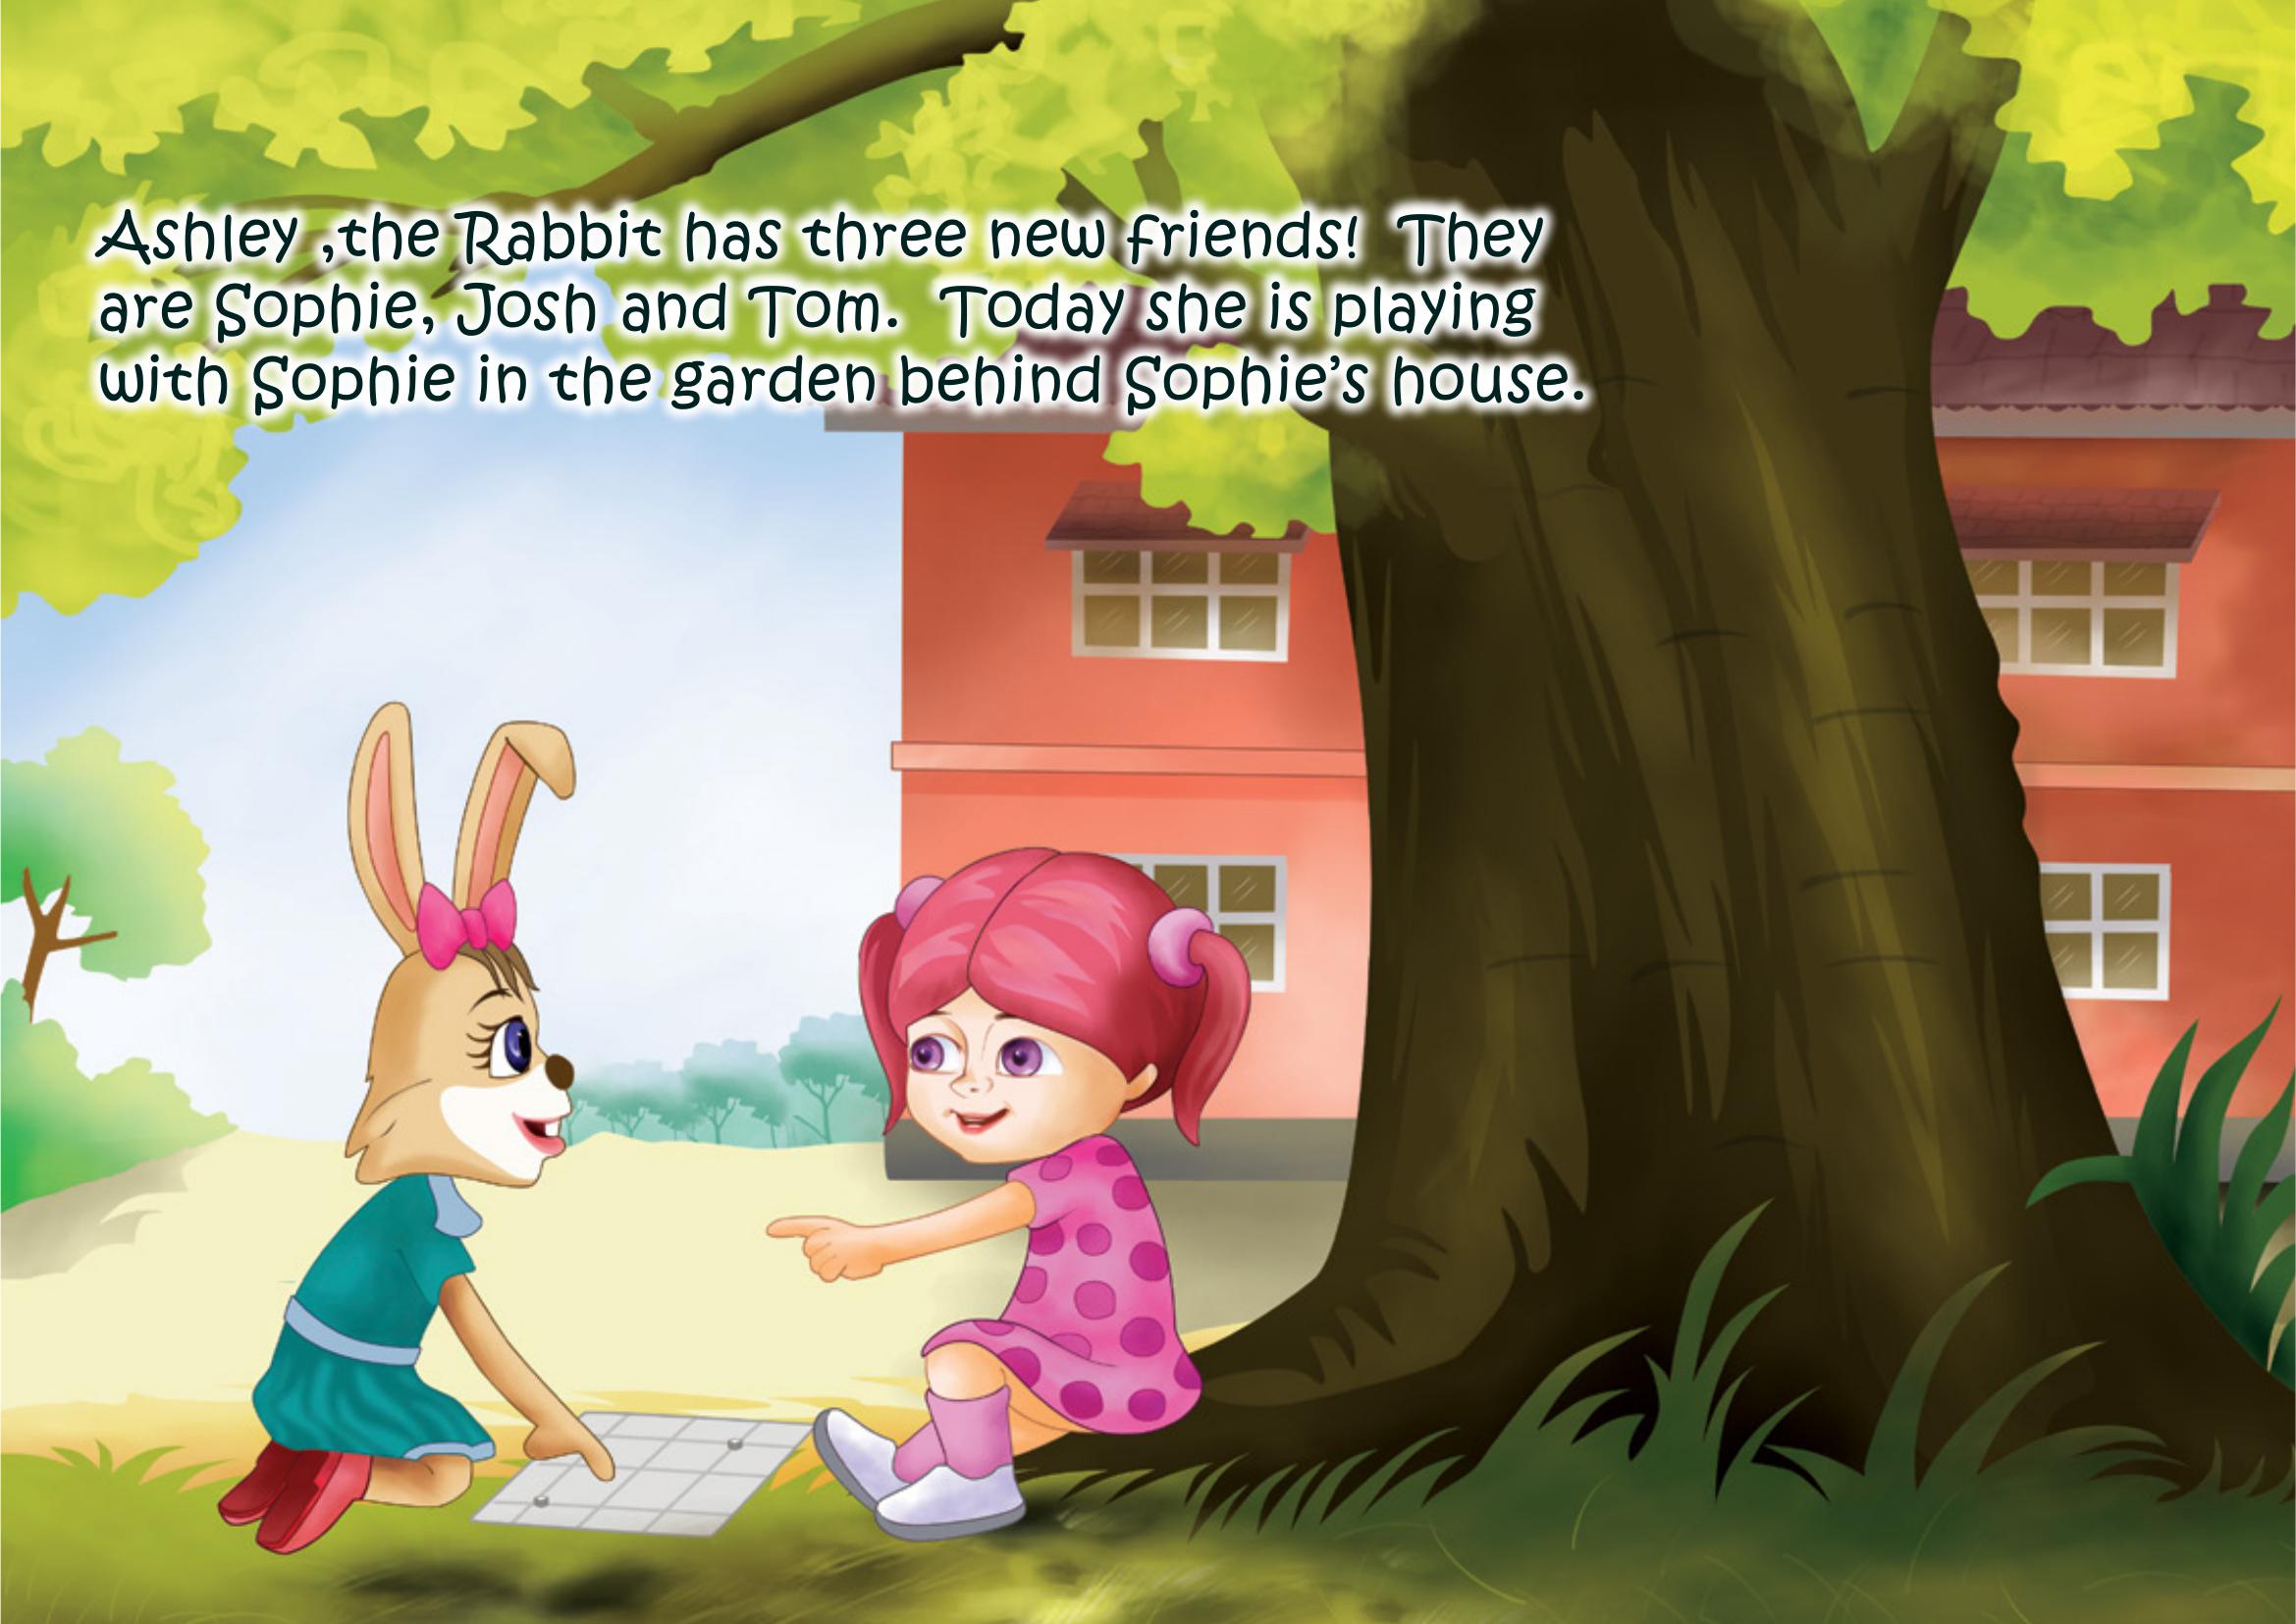 Ashley ,the Rabbit has three new friends! They
are Sophie, Josh and Tom. Today she is playing
with Sophie in the garden behind Sophie’s house.